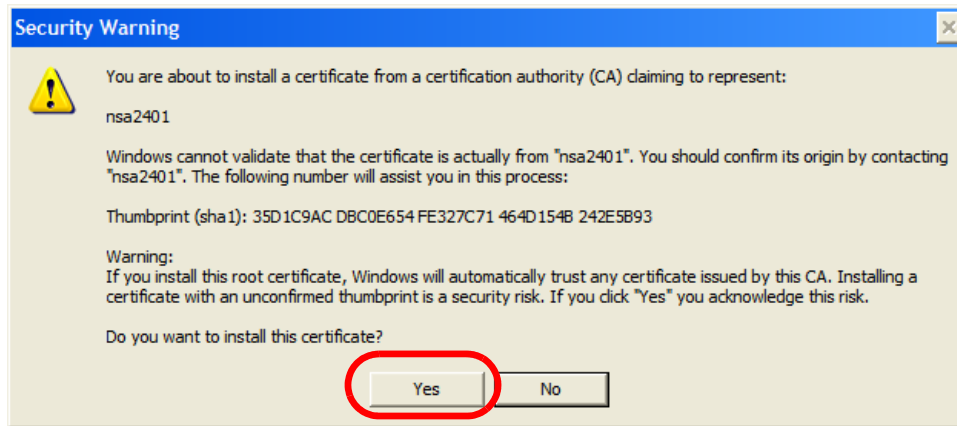 Security Warning
You are about to install a certificate from a certification authority (CA) claiming to represent:
nsa2401
Windows cannot validate that the certificate is actually from "nsa2401". You should confirm its origin by contacting
"nsa2401". The following number will assist you in this process:
Thumbprint (sha1): 35D1C9AC DBC0E654 FE327C71 464D154B 242E5B93
Warning:
If you install this root certificate, Windows will automatically trust any certificate issued by this CA. Installing a
certificate with an unconfirmed thumbprint is a security risk. If you click "Yes" you acknowledge this risk.
Do you want to install this certificate?
Yes No